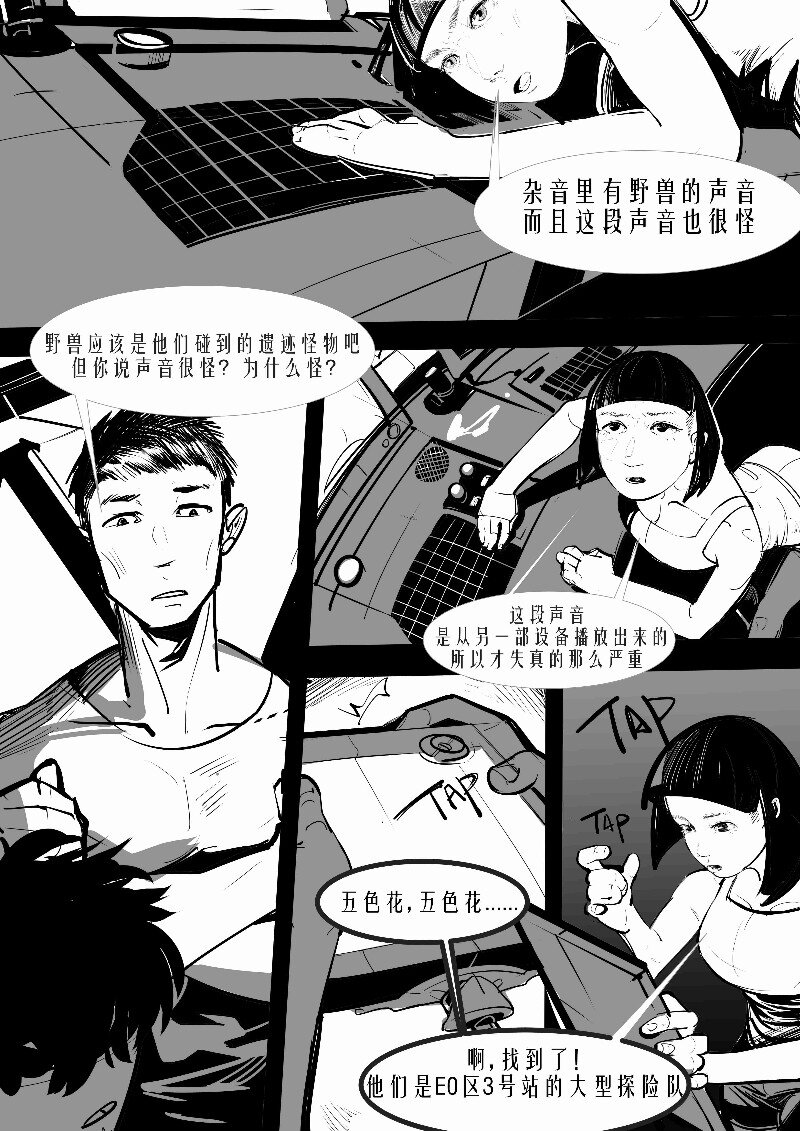 杂音里有野兽的声音
而且这段声音也很怪
野兽应该是他们碰到的遗迹怪物吧
但你说声音很怪?为什么怪?
这段声音
是从另一部设备播放出来的
所以才失真的那么严重
TAP
TAP
TAP
五色花,五色花......
啊,找到了!
他们是E0区3号站的大型探险队